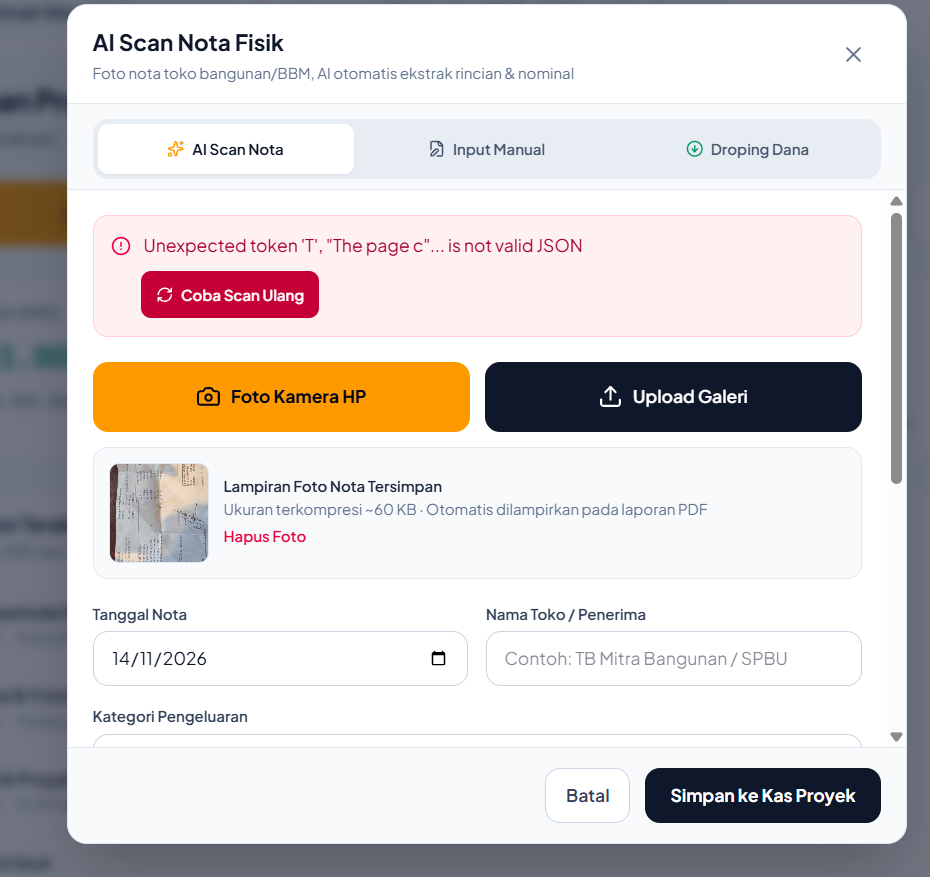 AI Scan Nota Fisik
Foto nota toko bangunan/BBM, AI otomatis ekstrak rincian & nominal
AI Scan Nota
Input Manual
Droping Dana
Unexpected token 'T', "The page c"... is not valid JSON
Coba Scan Ulang
Foto Kamera HP
Upload Galeri
Lampiran Foto Nota Tersimpan
Ukuran terkompresi ~60 KB · Otomatis dilampirkan pada laporan PDF
Hapus Foto
Tanggal Nota
Nama Toko / Penerima
14/11/2026
Contoh: TB Mitra Bangunan / SPBU
Kategori Pengeluaran
Batal
Simpan ke Kas Proyek